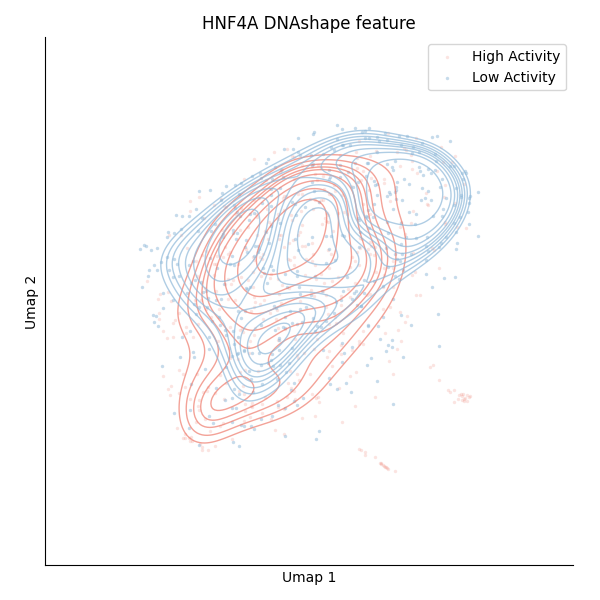 HNF4A DNAshape feature
High Activity
Low Activity
Umap 2
Umap 1